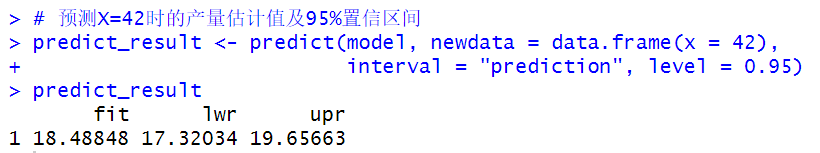 > # 预测X=42时的产量估计值及95%置信区间
> predict_result <- predict(model, newdata = data.frame(x = 42),
+                           interval = "prediction", level = 0.95)
> predict_result
       fit      lwr      upr
1 18.48848 17.32034 19.65663